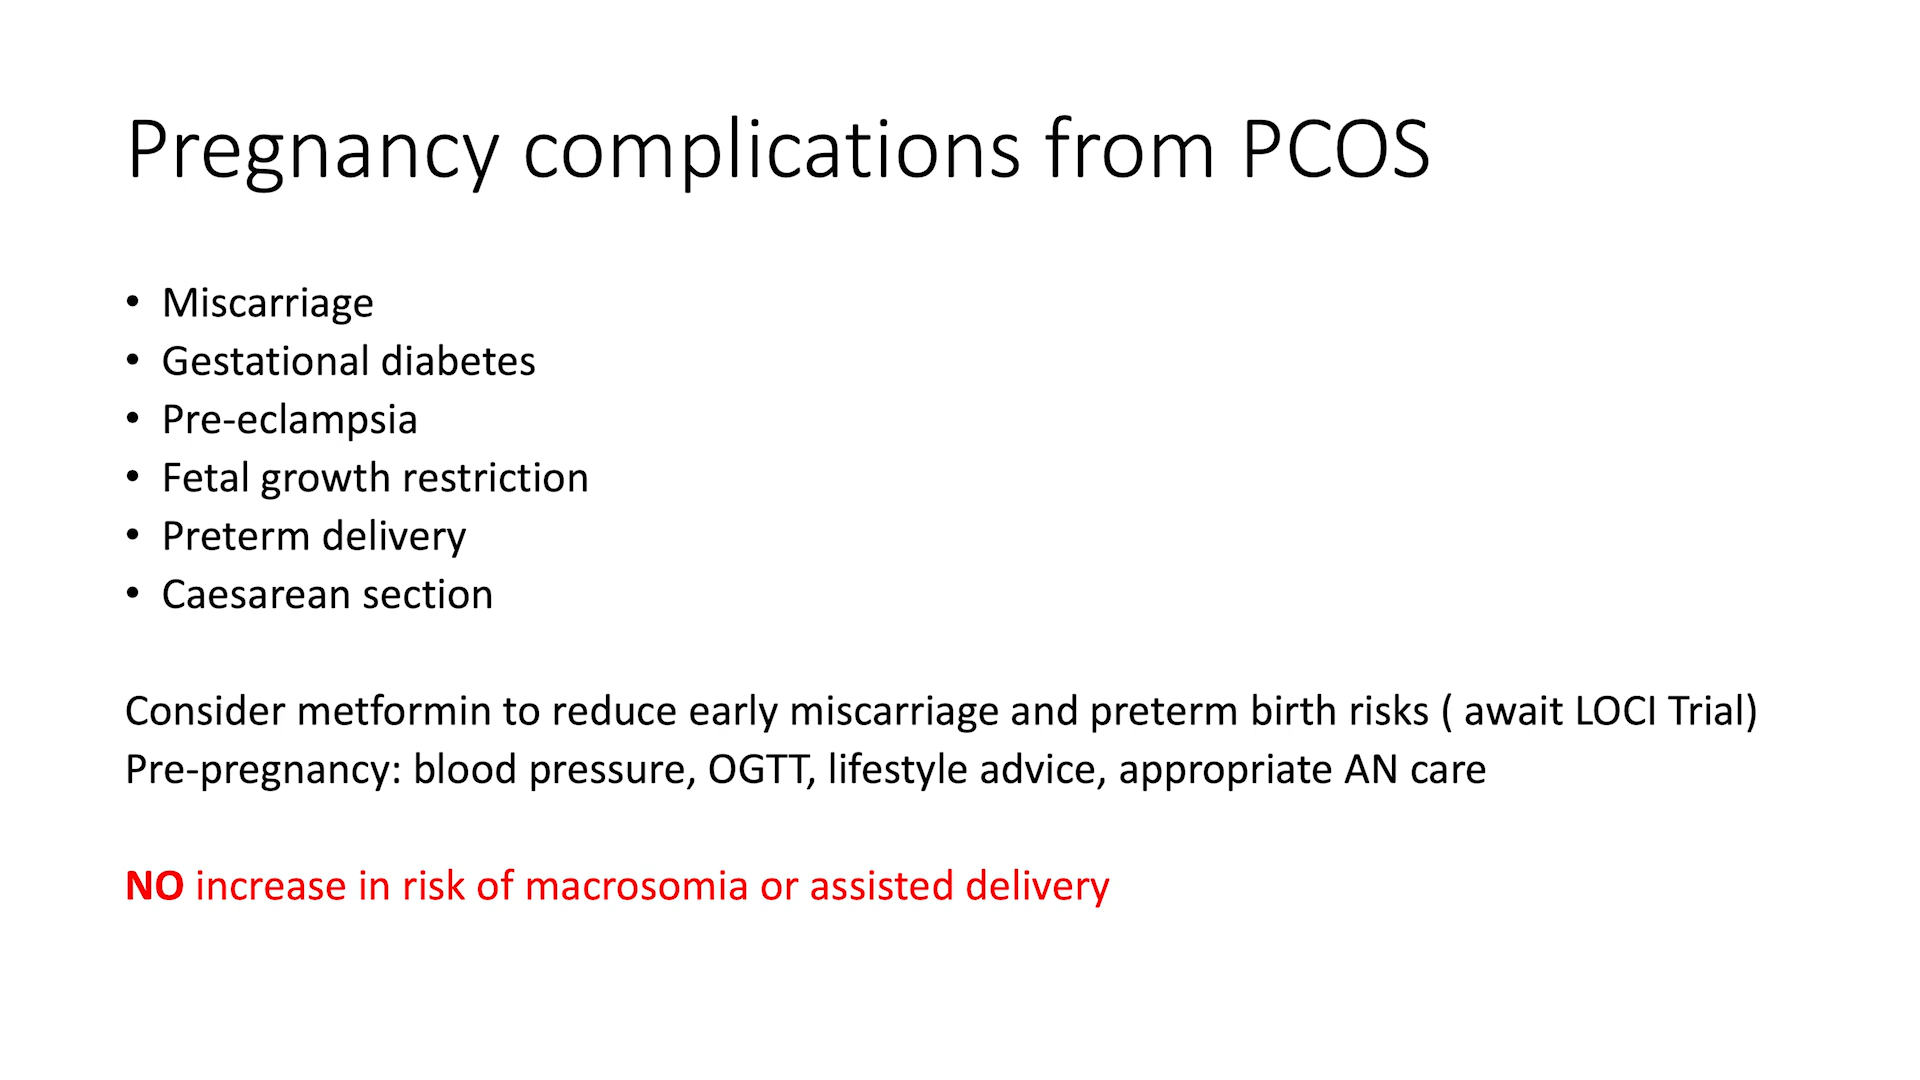 Pregnancy complications from PCOS
• Miscarriage
• Gestational diabetes
• Pre-eclampsia
• Fetal growth restriction
• Preterm delivery
• Caesarean section
Consider metformin to reduce early miscarriage and preterm birth risks ( await LOCI Trial)
Pre-pregnancy: blood pressure, OGTT, lifestyle advice, appropriate AN care
NO increase in risk of macrosomia or assisted delivery